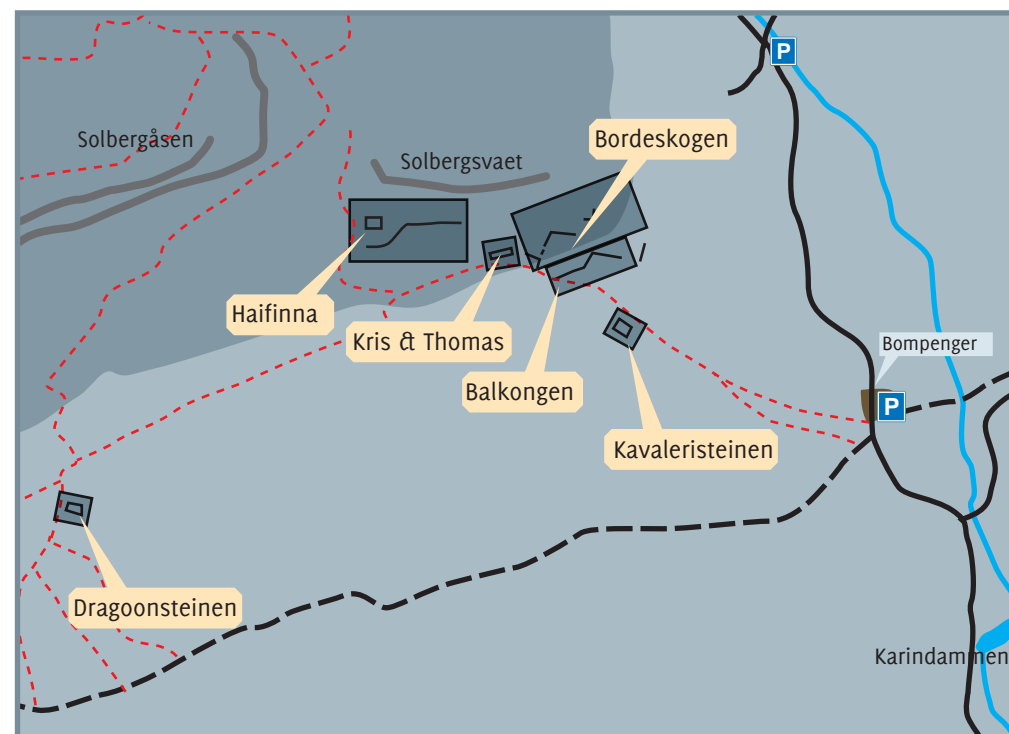 P
Solbergåsen
Bordeskogen
Solbergsvaet
Haifinna
Kris & Thomas
Bompenger
Balkongen
P
Kavaleristeinen
Dragoonsteinen
Karindammen